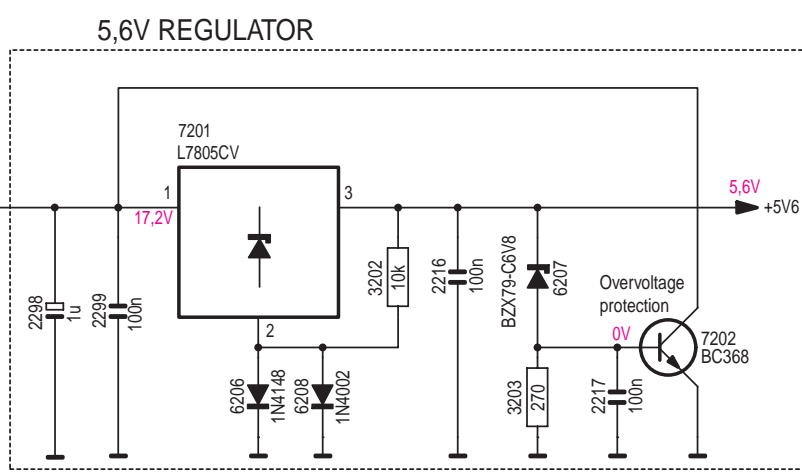 5,6V REGULATOR
7201
L7805CV
1
17,2V
3
2
5,6V
+5V6
2298
1u
2299
100n
3202
10k
2216
100n
BZX79-C6V8
6207
Overvoltage
protection
0V
7202
BC368
6206
1N4148
6208
1N4002
3203
270
2217
100n